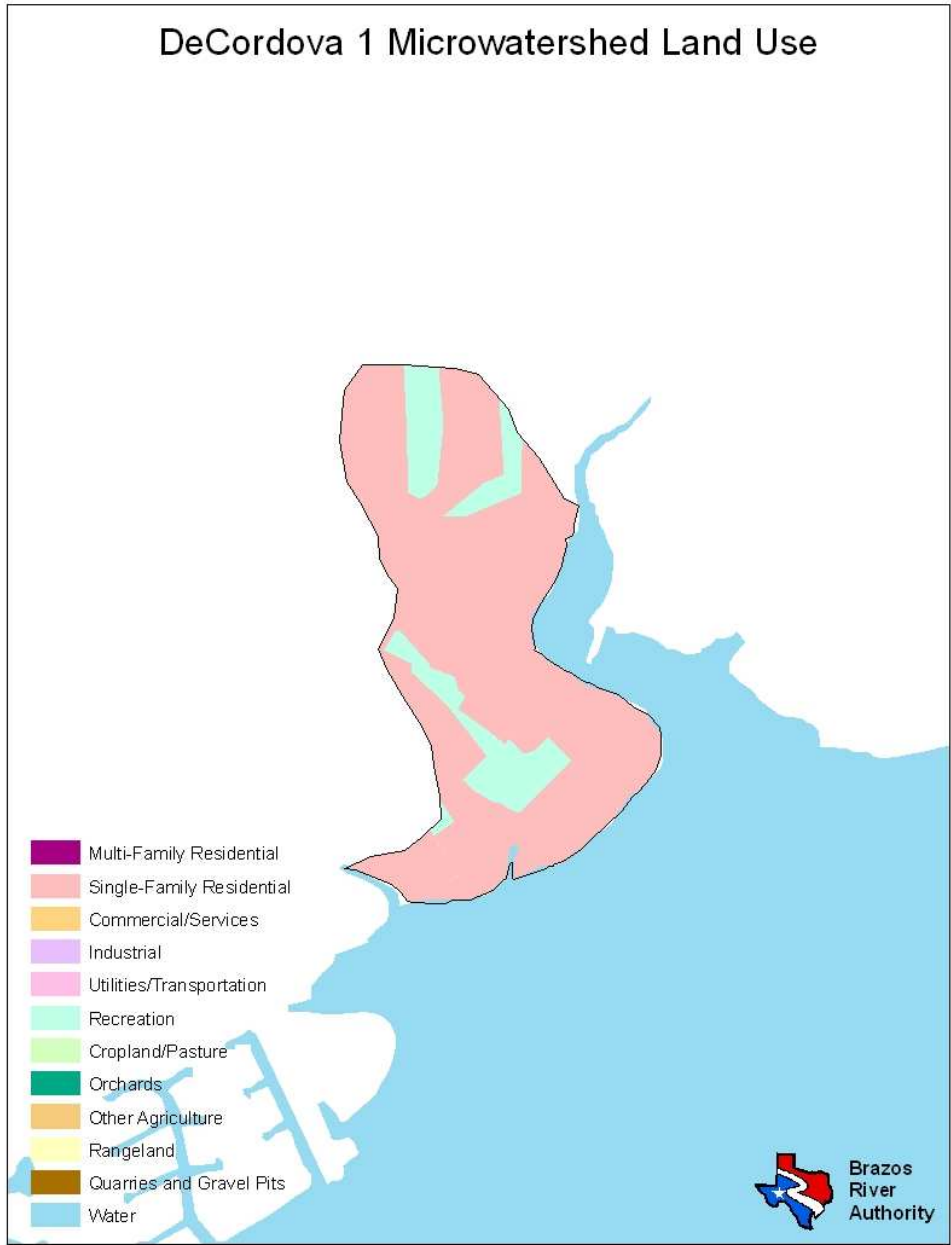 DeCordova 1 Microwatershed Land Use
Multi-Family Residential
Single-Family Residential
Commercial/Services
Industrial
Utilities/Transportation
Recreation
Cropland/Pasture
Orchards
Other Agriculture
Rangeland
Quarries and Gravel Pits
Water
Brazos
River
Authority